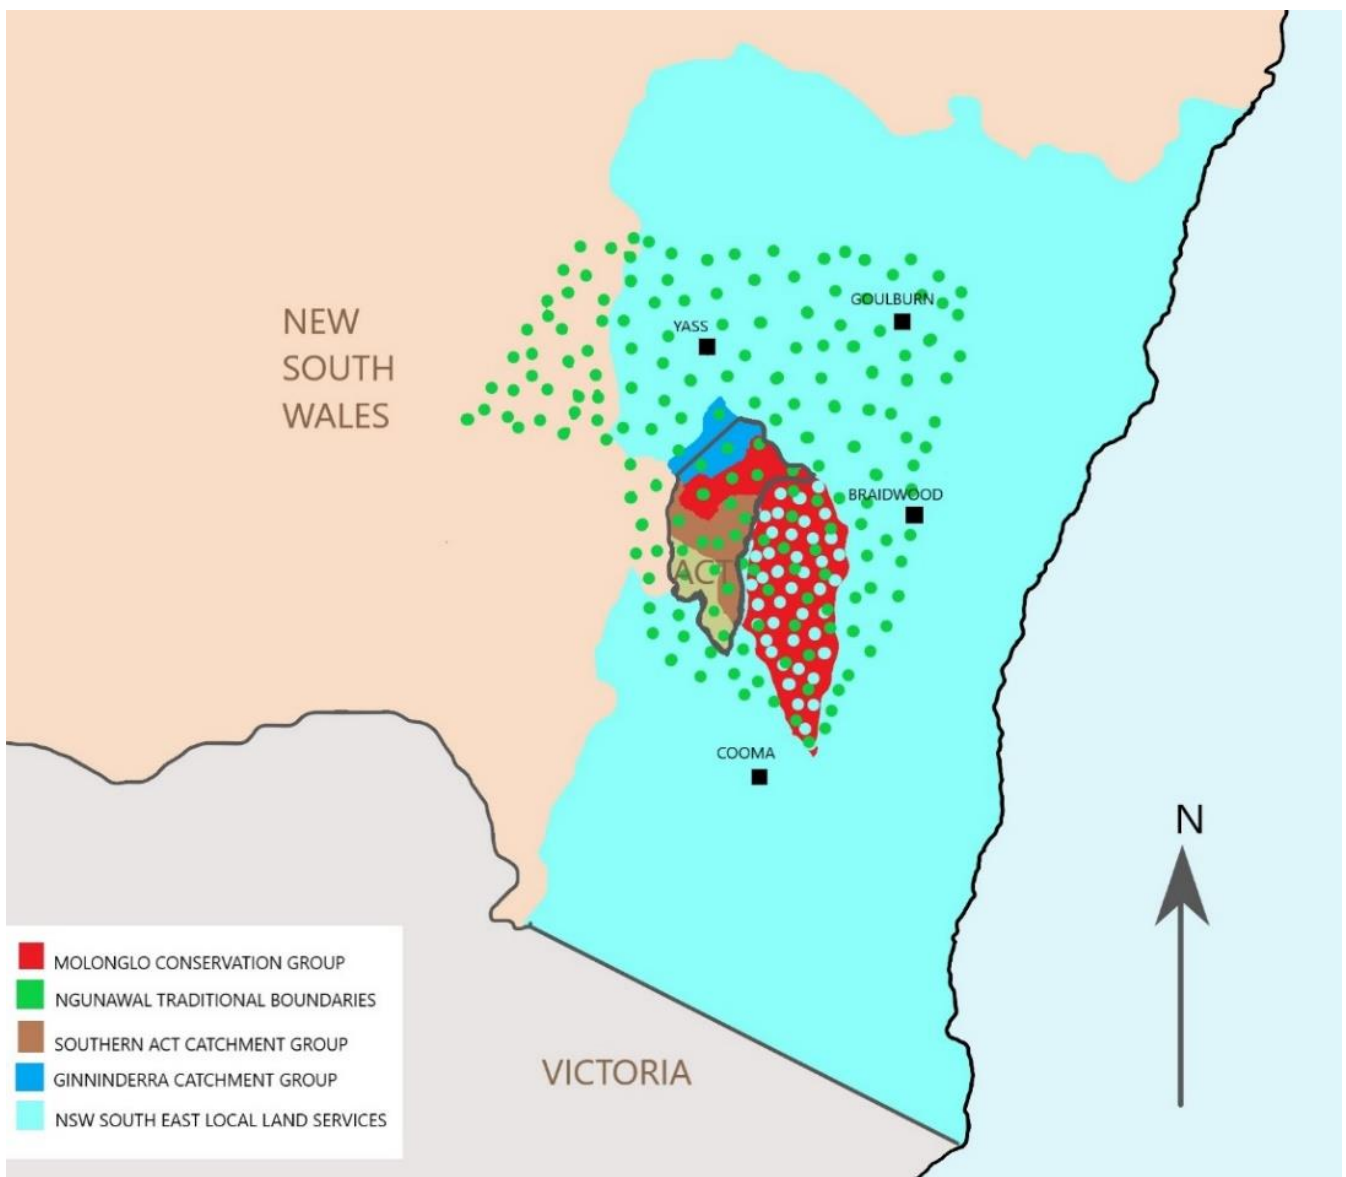 NEW
SOUTH
WALES
YASS
GOULBURN
BRAIDWOOD
ACT
COOMA
N
VICTORIA
MOLONGLO CONSERVATION GROUP
NGUNAWAL TRADITIONAL BOUNDARIES
SOUTHERN ACT CATCHMENT GROUP
GINNINDERRA CATCHMENT GROUP
NSW SOUTH EAST LOCAL LAND SERVICES